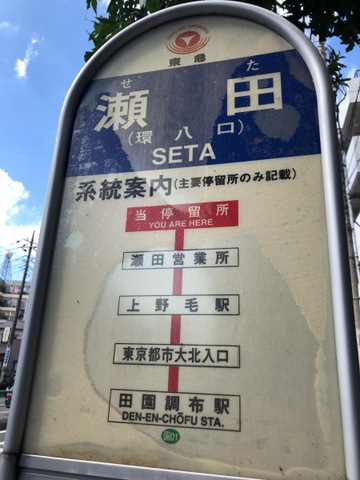 東急
せた
瀬田
(環八口)
SETA
系統案内(主要停留所のみ記載)
当停留所
YOU ARE HERE
瀬田営業所
上野毛駅
東京都市大北入口
田園調布駅
DEN-EN-CHŌFU STA.
園01